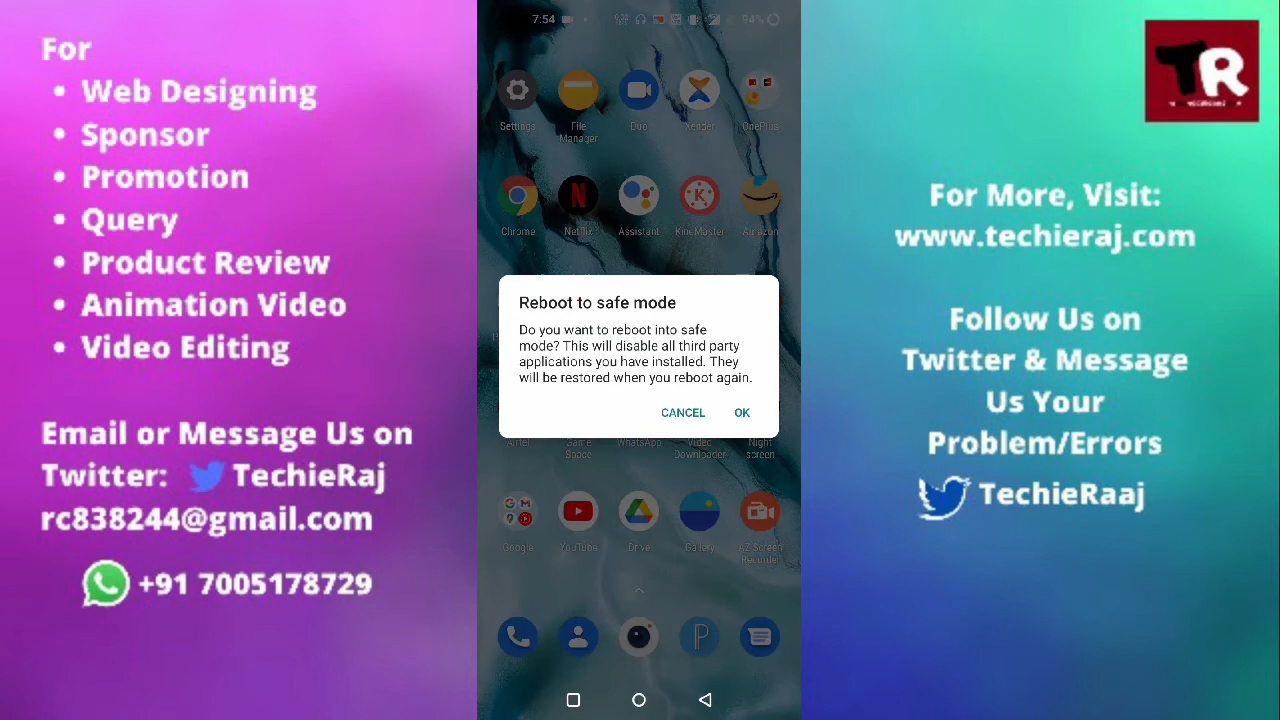 For
• Web Designing
• Sponsor
• Promotion
• Query
• Product Review
• Animation Video
• Video Editing
Email or Message Us on
Twitter: TechieRaj
rc838244@gmail.com
+91 7005178729
7:54
94%
Settings
File
Manager
Duo
Xender
OnePlus
Chrome
Netflix
Assistant
KineMaster
Amazon
Reboot to safe mode
Do you want to reboot into safe
mode? This will disable all third party
applications you have installed. They
will be restored when you reboot again.
CANCEL OK
Airtel
Game
Space
WhatsApp
Video
Downloader
Night
screen
Google
YouTube
Drive
Gallery
AZ Screen
Recorder
TR
For More, Visit:
www.techieraj.com
Follow Us on
Twitter & Message
Us Your
Problem/Errors
TechieRaaj